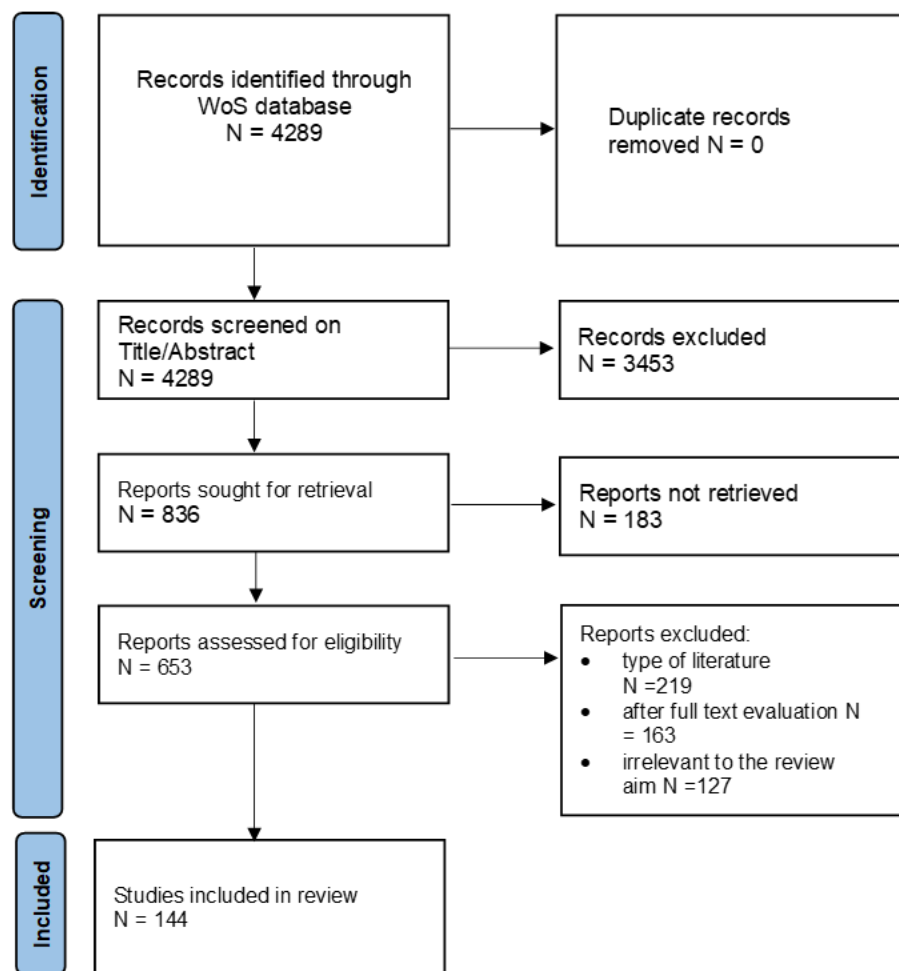 Identification
Records identified through
WoS database
N = 4289
Duplicate records
removed N = 0
Screening
Records screened on
Title/Abstract
N = 4289
Records excluded
N = 3453
Reports sought for retrieval
N = 836
Reports not retrieved
N = 183
Reports assessed for eligibility
N = 653
Reports excluded:
• type of literature
N =219
• after full text evaluation N
= 163
• irrelevant to the review
aim N =127
Included
Studies included in review
N = 144